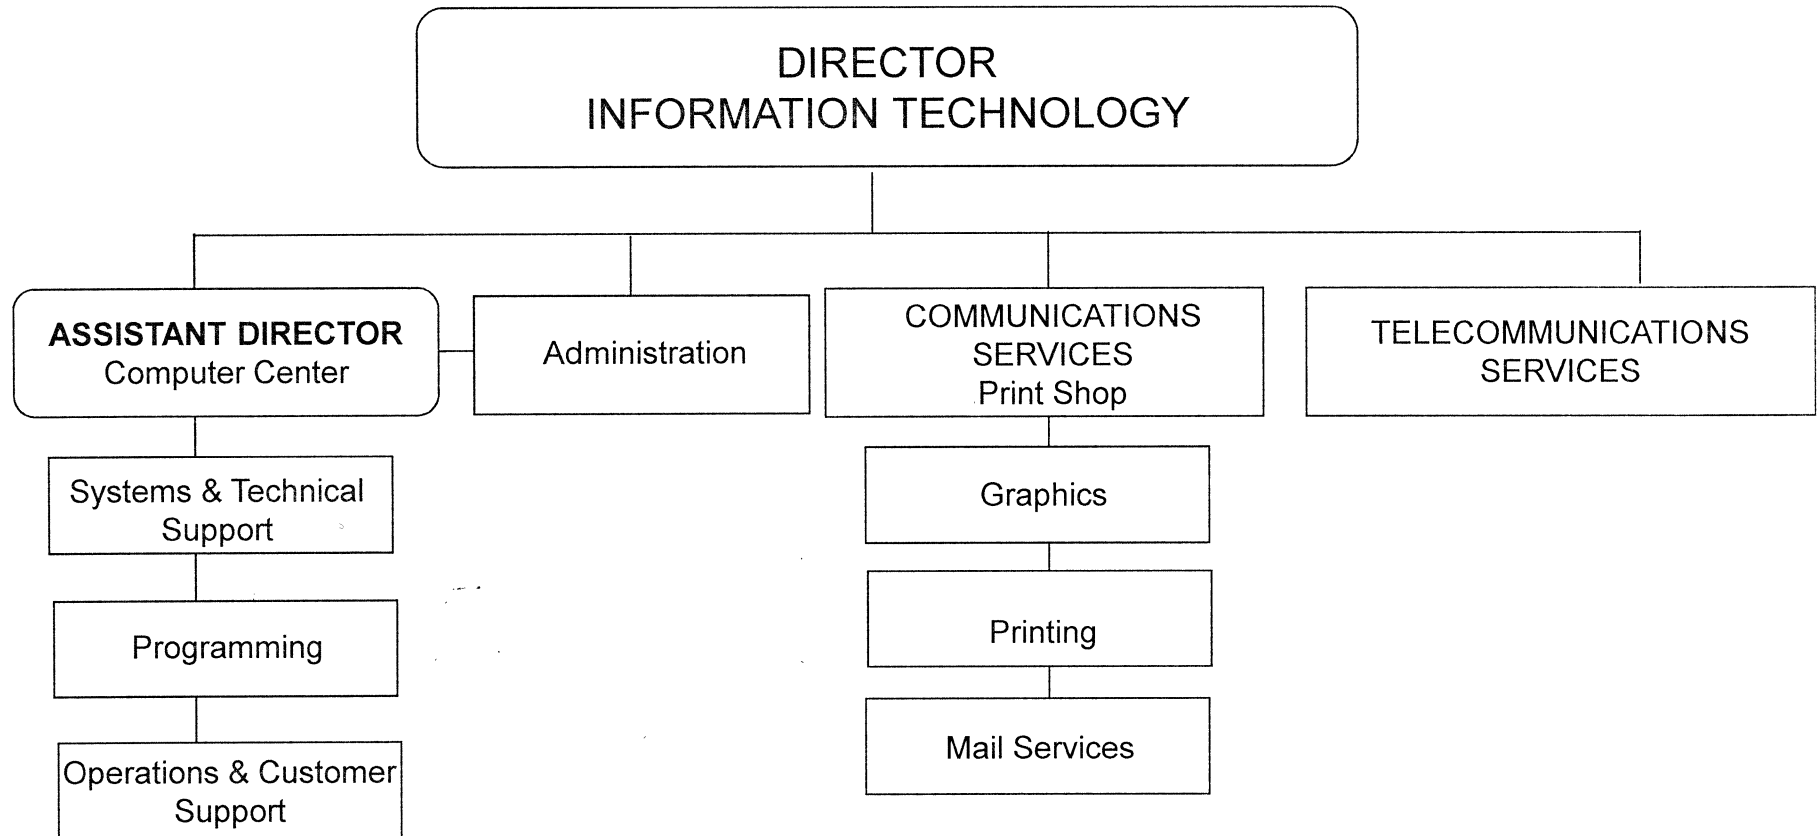 DIRECTOR
INFORMATION TECHNOLOGY
ASSISTANT DIRECTOR
Computer Center
Administration
COMMUNICATIONS
SERVICES
Print Shop
TELECOMMUNICATIONS
SERVICES
Systems & Technical
Support
Programming
Operations & Customer
Support
Graphics
Printing
Mail Services